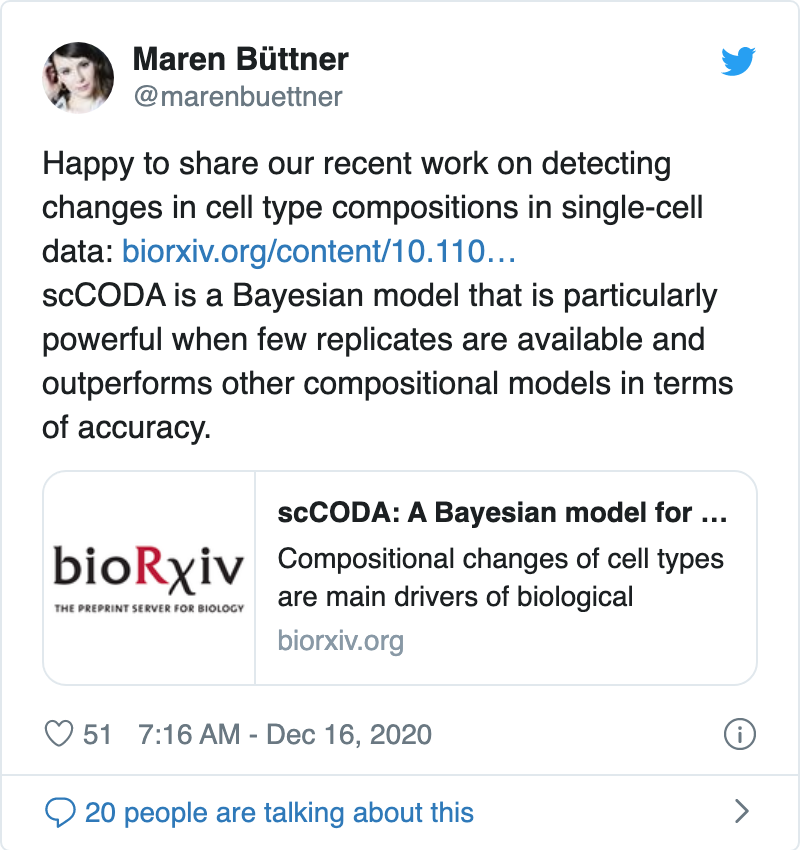 Maren Büttner
@marenbuettner
Happy to share our recent work on detecting
changes in cell type compositions in single-cell
data: biorxiv.org/content/10.110…
scCODA is a Bayesian model that is particularly
powerful when few replicates are available and
outperforms other compositional models in terms
of accuracy.
bioRxiv
THE PREPRINT SERVER FOR BIOLOGY
scCODA: A Bayesian model for ...
Compositional changes of cell types
are main drivers of biological
biorxiv.org
51 7:16 AM - Dec 16, 2020
20 people are talking about this